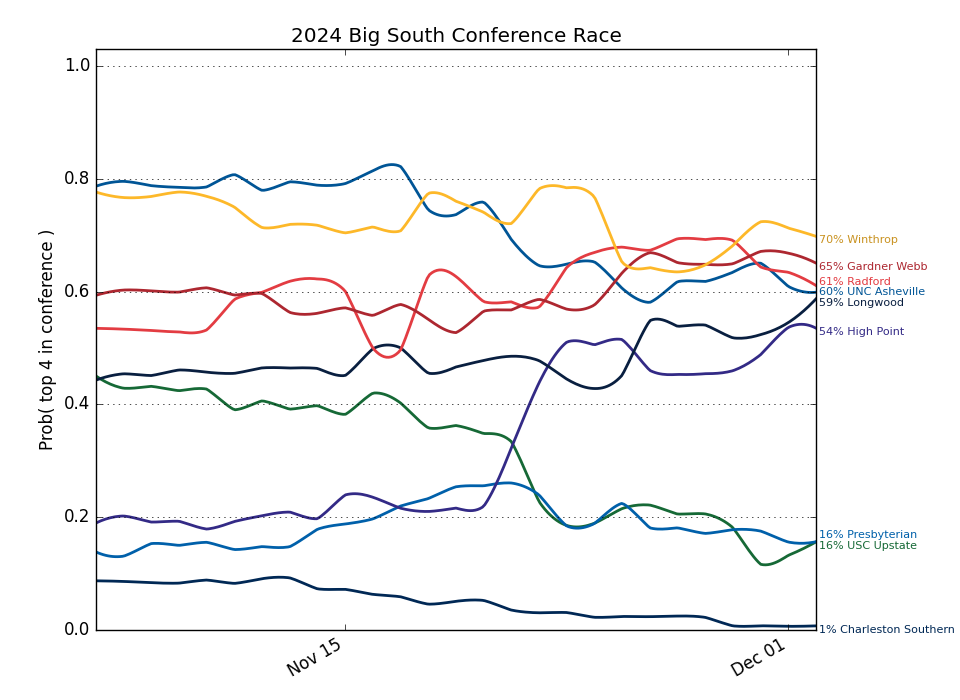 2024 Big South Conference Race
Prob( top 4 in conference )
1.0
0.8
0.6
0.4
0.2
0.0
Nov 15
Dec 01
70% Winthrop
65% Gardner Webb
61% Radford
60% UNC Asheville
59% Longwood
54% High Point
16% Presbyterian
16% USC Upstate
1% Charleston Southern